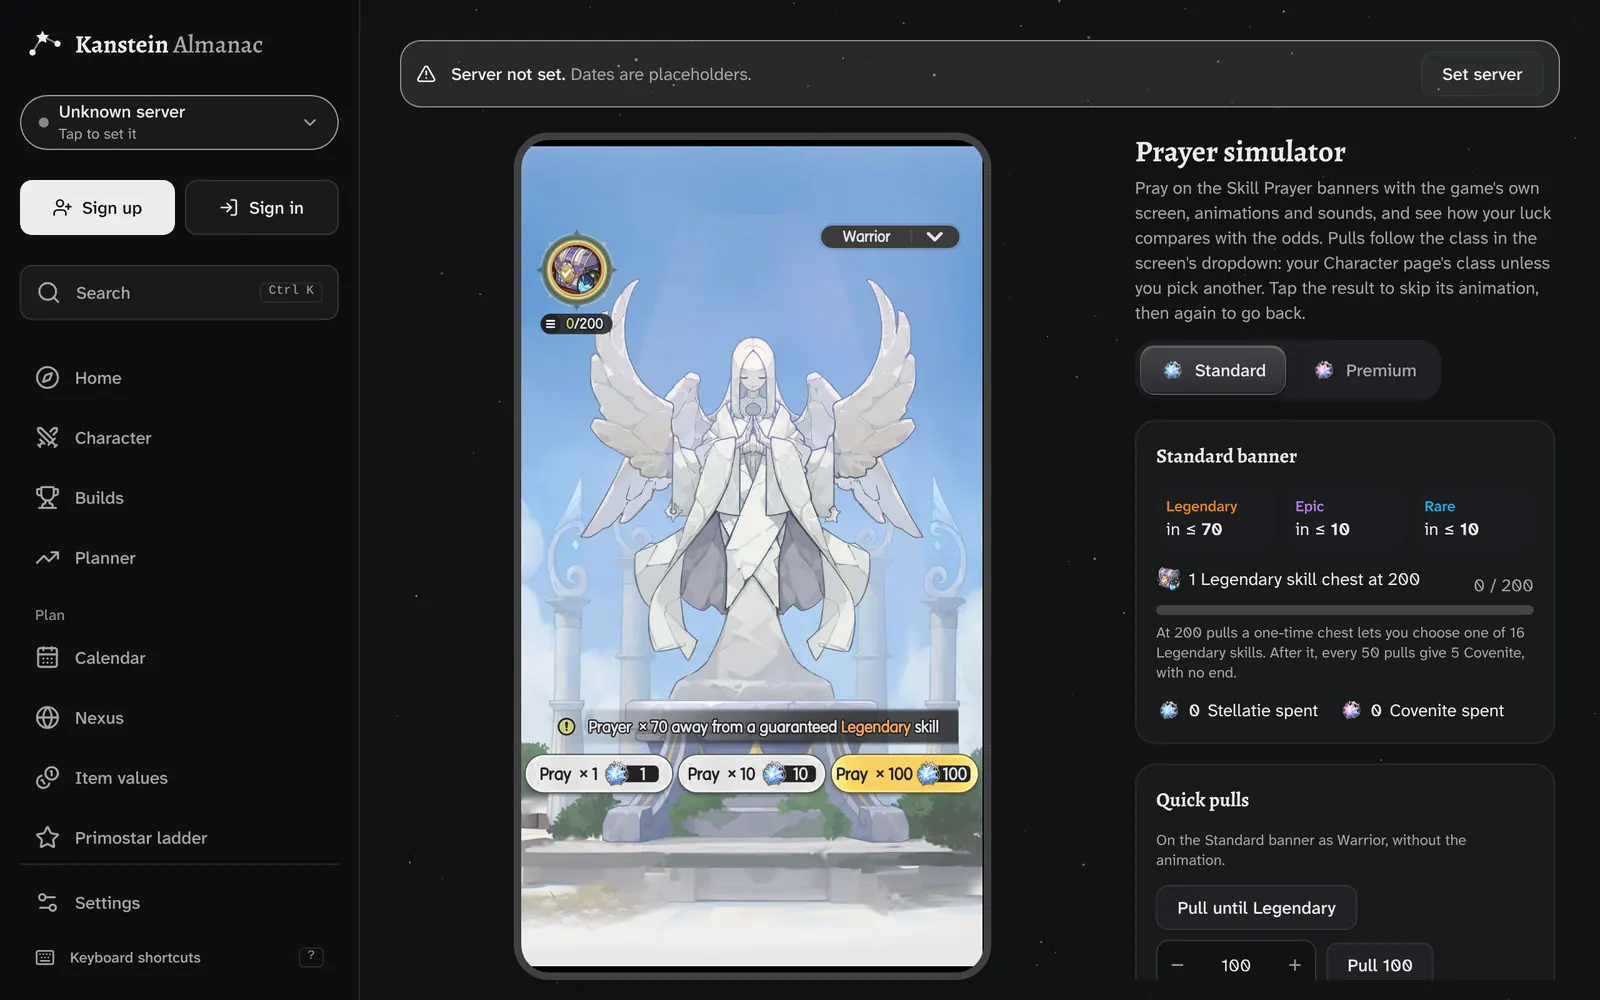 Kanstein Almanac
Unknown server
Tap to set it
Sign up
Sign in
Search
Ctrl K
Home
Character
Builds
Planner
Plan
Calendar
Nexus
Item values
Primostar ladder
Settings
Keyboard shortcuts
?
Server not set. Dates are placeholders.
Set server
Warrior
0/200
Prayer ×70 away from a guaranteed Legendary skill
Pray ×1 1
Pray ×10 10
Pray ×100 100
Prayer simulator
Pray on the Skill Prayer banners with the game's own
screen, animations and sounds, and see how your luck
compares with the odds. Pulls follow the class in the
screen's dropdown: your Character page's class unless
you pick another. Tap the result to skip its animation,
then again to go back.
Standard
Premium
Standard banner
Legendary
in ≤ 70
Epic
in ≤ 10
Rare
in ≤ 10
1 Legendary skill chest at 200
0 / 200
At 200 pulls a one-time chest lets you choose one of 16
Legendary skills. After it, every 50 pulls give 5 Covenite,
with no end.
0 Stellatie spent
0 Covenite spent
Quick pulls
On the Standard banner as Warrior, without the
animation.
Pull until Legendary
− 100 +
Pull 100